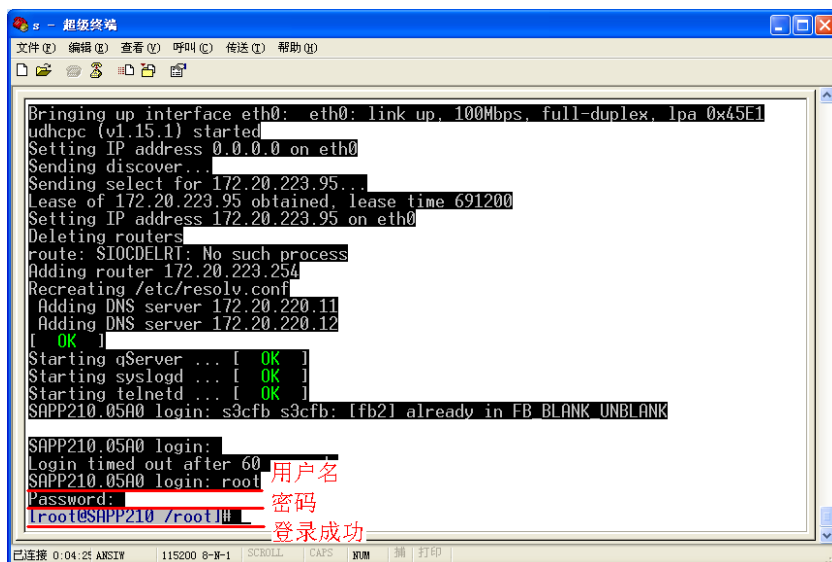 s - 超级终端
文件(F) 编辑(E) 查看(V) 呼叫(C) 传送(T) 帮助(H)
Bringing up interface eth0:  eth0: link up, 100Mbps, full-duplex, lpa 0x45E1
udhcpc (v1.15.1) started
Setting IP address 0.0.0.0 on eth0
Sending discover...
Sending select for 172.20.223.95...
Lease of 172.20.223.95 obtained, lease time 691200
Setting IP address 172.20.223.95 on eth0
Deleting routers
route: SIOCDELRT: No such process
Adding router 172.20.223.254
Recreating /etc/resolv.conf
 Adding DNS server 172.20.220.11
 Adding DNS server 172.20.220.12
[  OK  ]
Starting qServer ... [  OK  ]
Starting syslogd ... [  OK  ]
Starting telnetd ... [  OK  ]
SAPP210.05A0 login: s3cfb s3cfb: [fb2] already in FB_BLANK_UNBLANK
SAPP210.05A0 login:
Login timed out after 60
用户名
SAPP210.05A0 login: root
Password:
密码
[root@SAPP210 /root]# _
登录成功
已连接 0:04:25 ANSIW 115200 8-N-1 SCROLL CAPS NUM 捕 打印